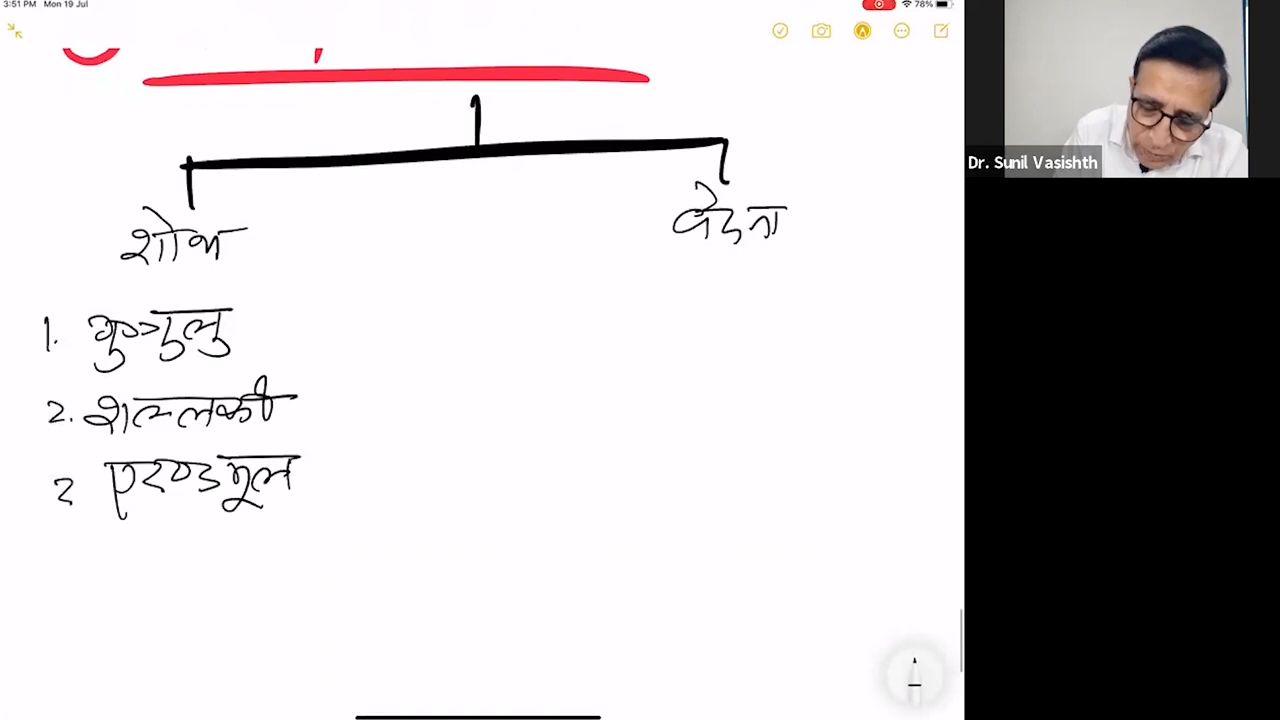 3:51 PM Mon 19 Jul
78%
Dr. Sunil Vasishth
शोथ
वेदना
1. गुग्गुलु
2. शल्लकी
2 एरण्डमूल